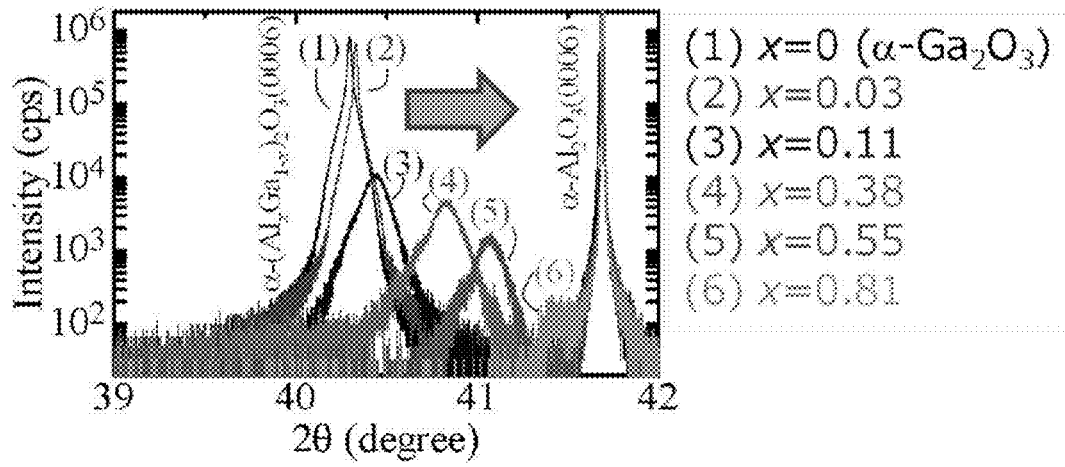 Intensity (cps)
10⁶
10⁵
10⁴
10³
10²
39
40
41
42
2θ (degree)
α-(AlₓGa₁₋ₓ)₂O₃(0006)
α-Al₂O₃(0006)
(1)
(2)
(3)
(4)
(5)
(6)
(1) x=0 (α-Ga₂O₃)
(2) x=0.03
(3) x=0.11
(4) x=0.38
(5) x=0.55
(6) x=0.81